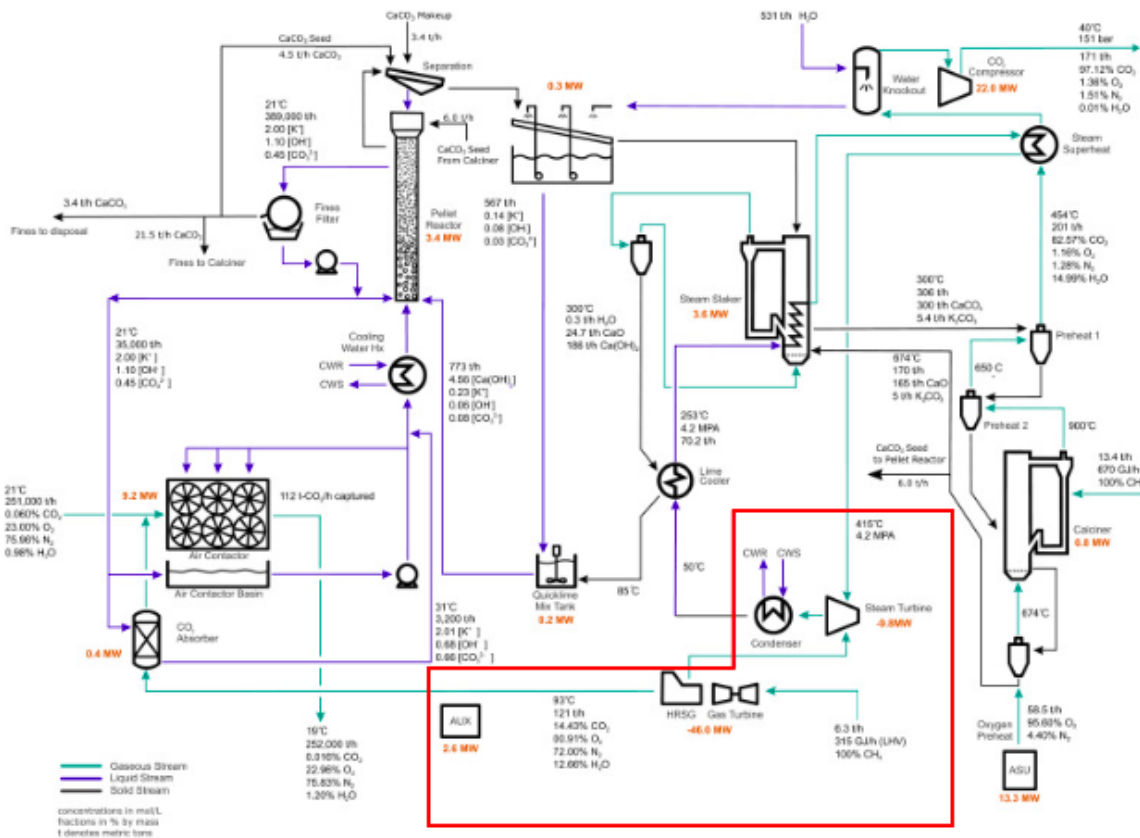 CaCO₃ Makeup
3.4 t/h
CaCO₃ Seed
4.5 t/h CaCO₃
Separation
531 t/h H₂O
40°C
151 bar
171 t/h
97.12% CO₂
1.36% O₂
1.51% N₂
0.01% H₂O
CO₂
Compressor
22.0 MW
Water
Knockout
0.3 MW
21°C
389,000 t/h
2.00 [K⁺]
1.10 [OH⁻]
0.45 [CO₃²⁻]
6.0 t/h
CaCO₃ Seed
From Calciner
Steam
Superheat
3.4 t/h CaCO₃
Fines to disposal
21.5 t/h CaCO₃
Fines to Calciner
Fines
Filter
Pellet
Reactor
3.4 MW
567 t/h
0.14 [K⁺]
0.06 [OH⁻]
0.03 [CO₃²⁻]
454°C
201 t/h
82.57% CO₂
1.16% O₂
1.28% N₂
14.99% H₂O
Steam Slaker
3.6 MW
300°C
306 t/h
300 t/h CaCO₃
5.4 t/h K₂CO₃
Preheat 1
300°C
0.3 t/h H₂O
24.7 t/h CaO
186 t/h Ca(OH)₂
21°C
35,000 t/h
2.00 [K⁺]
1.10 [OH⁻]
0.45 [CO₃²⁻]
Cooling
Water Hx
CWR
CWS
773 t/h
4.56 [Ca(OH)₂]
0.23 [K⁺]
0.06 [OH⁻]
0.08 [CO₃²⁻]
674°C
170 t/h
165 t/h CaO
5 t/h K₂CO₃
650 C
Preheat 2
900°C
253°C
4.2 MPA
70.2 t/h
CaCO₃ Seed
to Pellet Reactor
6.0 t/h
13.4 t/h
670 GJ/h
100% CH
Lime
Cooler
Calciner
6.8 MW
21°C
251,000 t/h
0.060% CO₂
23.00% O₂
75.96% N₂
0.98% H₂O
9.2 MW
112 t-CO₂/h captured
Air Contactor
Air Contactor Basin
415°C
4.2 MPA
CWR
CWS
50°C
85°C
Quicklime
Mix Tank
0.2 MW
Condenser
Steam Turbine
-9.8MW
674°C
CO₂
Absorber
0.4 MW
31°C
3,200 t/h
2.01 [K⁺]
0.68 [OH⁻]
0.66 [CO₃²⁻]
HRSG
Gas Turbine
-46.0 MW
AUX
2.6 MW
93°C
121 t/h
14.43% CO₂
00.91% O₂
72.00% N₂
12.66% H₂O
6.3 t/h
315 GJ/h (LHV)
100% CH₄
Oxygen
Preheat
58.5 t/h
95.60% O₂
4.40% N₂
ASU
13.3 MW
19°C
252,000 t/h
0.016% CO₂
22.96% O₂
75.83% N₂
1.20% H₂O
Gaseous Stream
Liquid Stream
Solid Stream
concentrations in mol/L
fractions in % by mass
t denotes metric tons